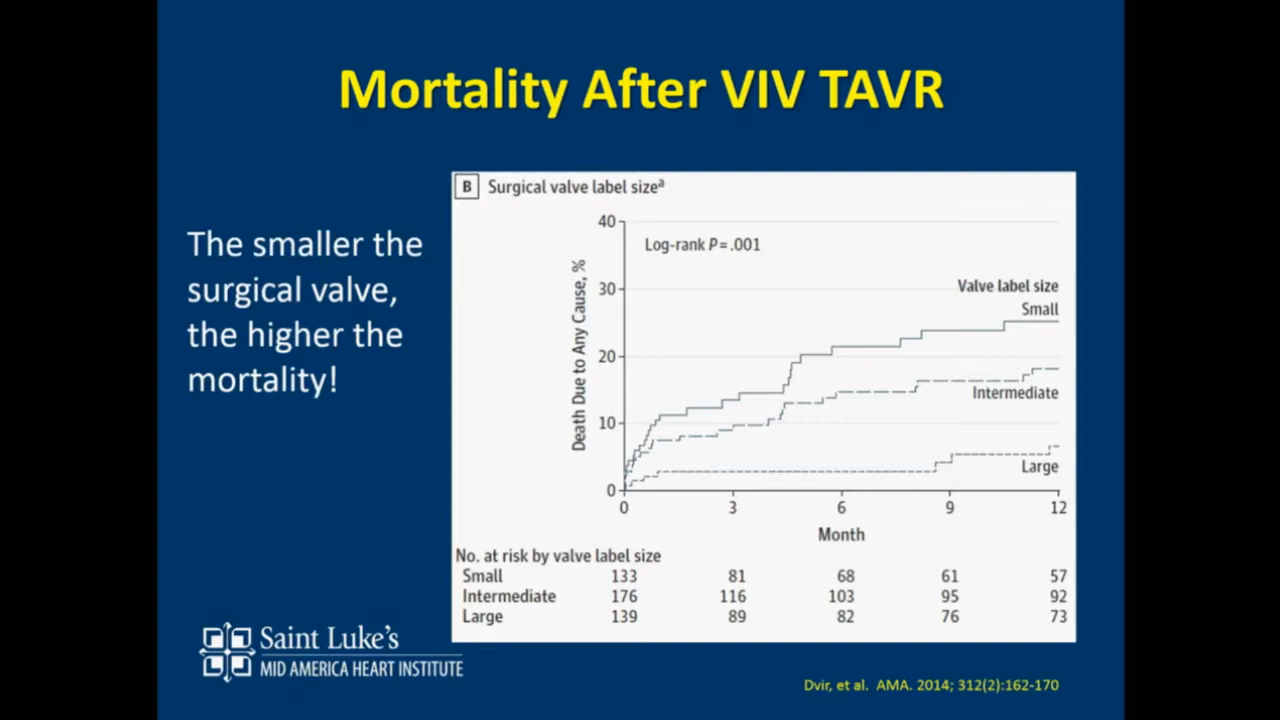 Mortality After VIV TAVR
The smaller the
surgical valve,
the higher the
mortality!
B Surgical valve label sizeᵃ
Death Due to Any Cause, %
40
30
20
10
0
Log-rank P = .001
Valve label size
Small
Intermediate
Large
0 3 6 9 12
Month
No. at risk by valve label size
Small 133 81 68 61 57
Intermediate 176 116 103 95 92
Large 139 89 82 76 73
Saint Luke's
MID AMERICA HEART INSTITUTE
Dvir, et al. AMA. 2014; 312(2):162-170